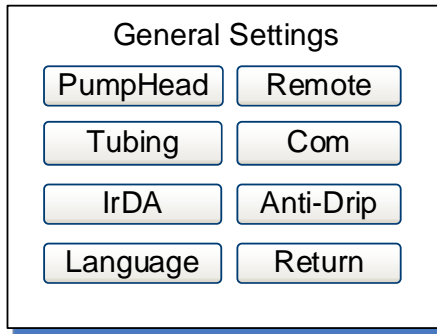 General Settings
PumpHead Remote
Tubing Com
IrDA Anti-Drip
Language Return